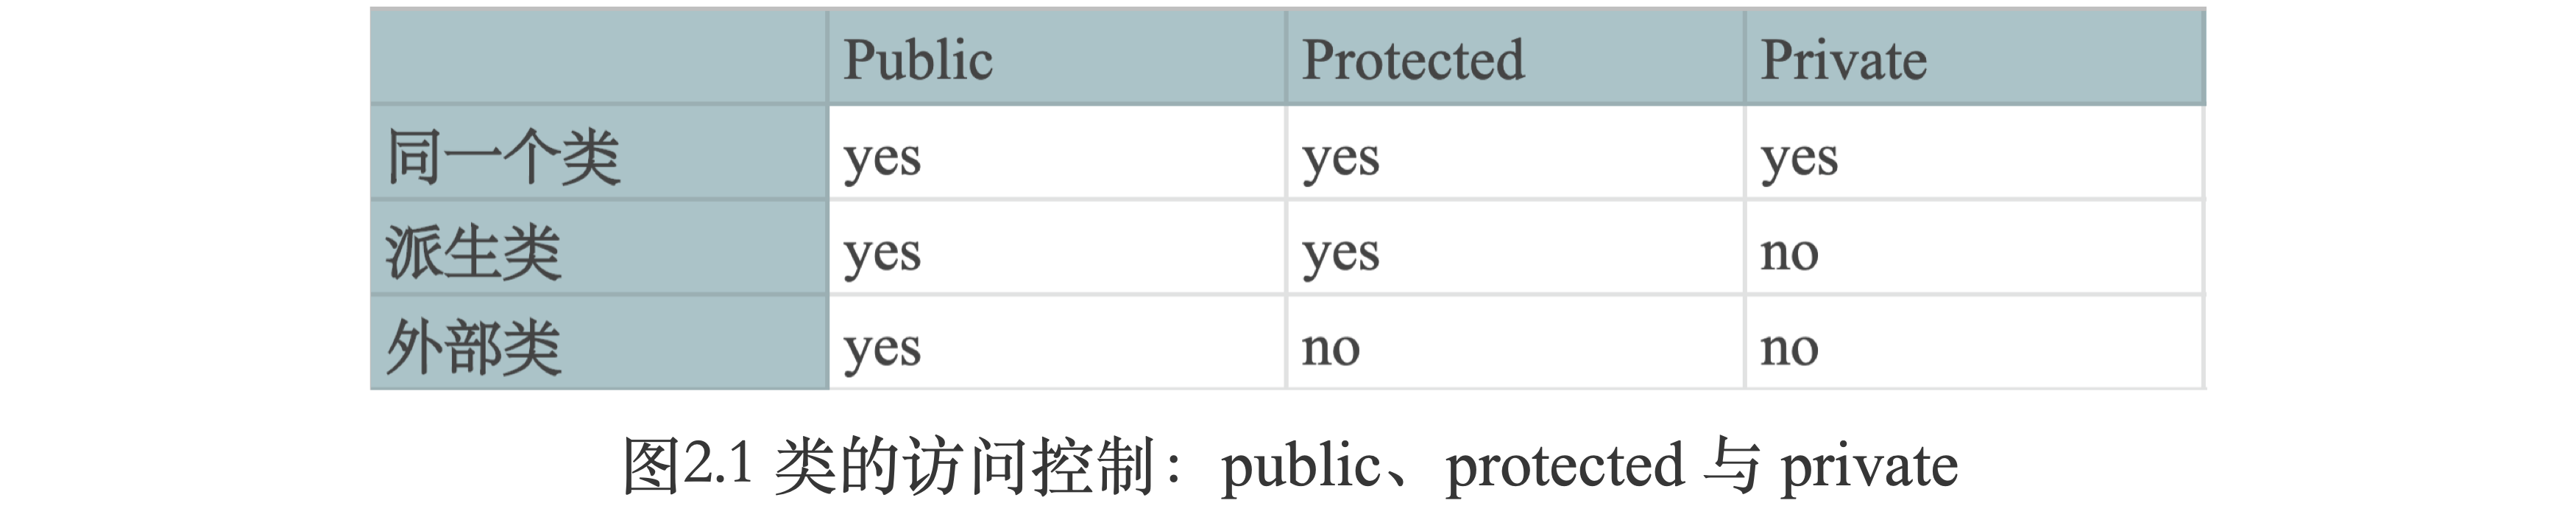 Public Protected Private
同一个类 yes yes yes
派生类 yes yes no
外部类 yes no no
图2.1 类的访问控制：public、protected 与 private